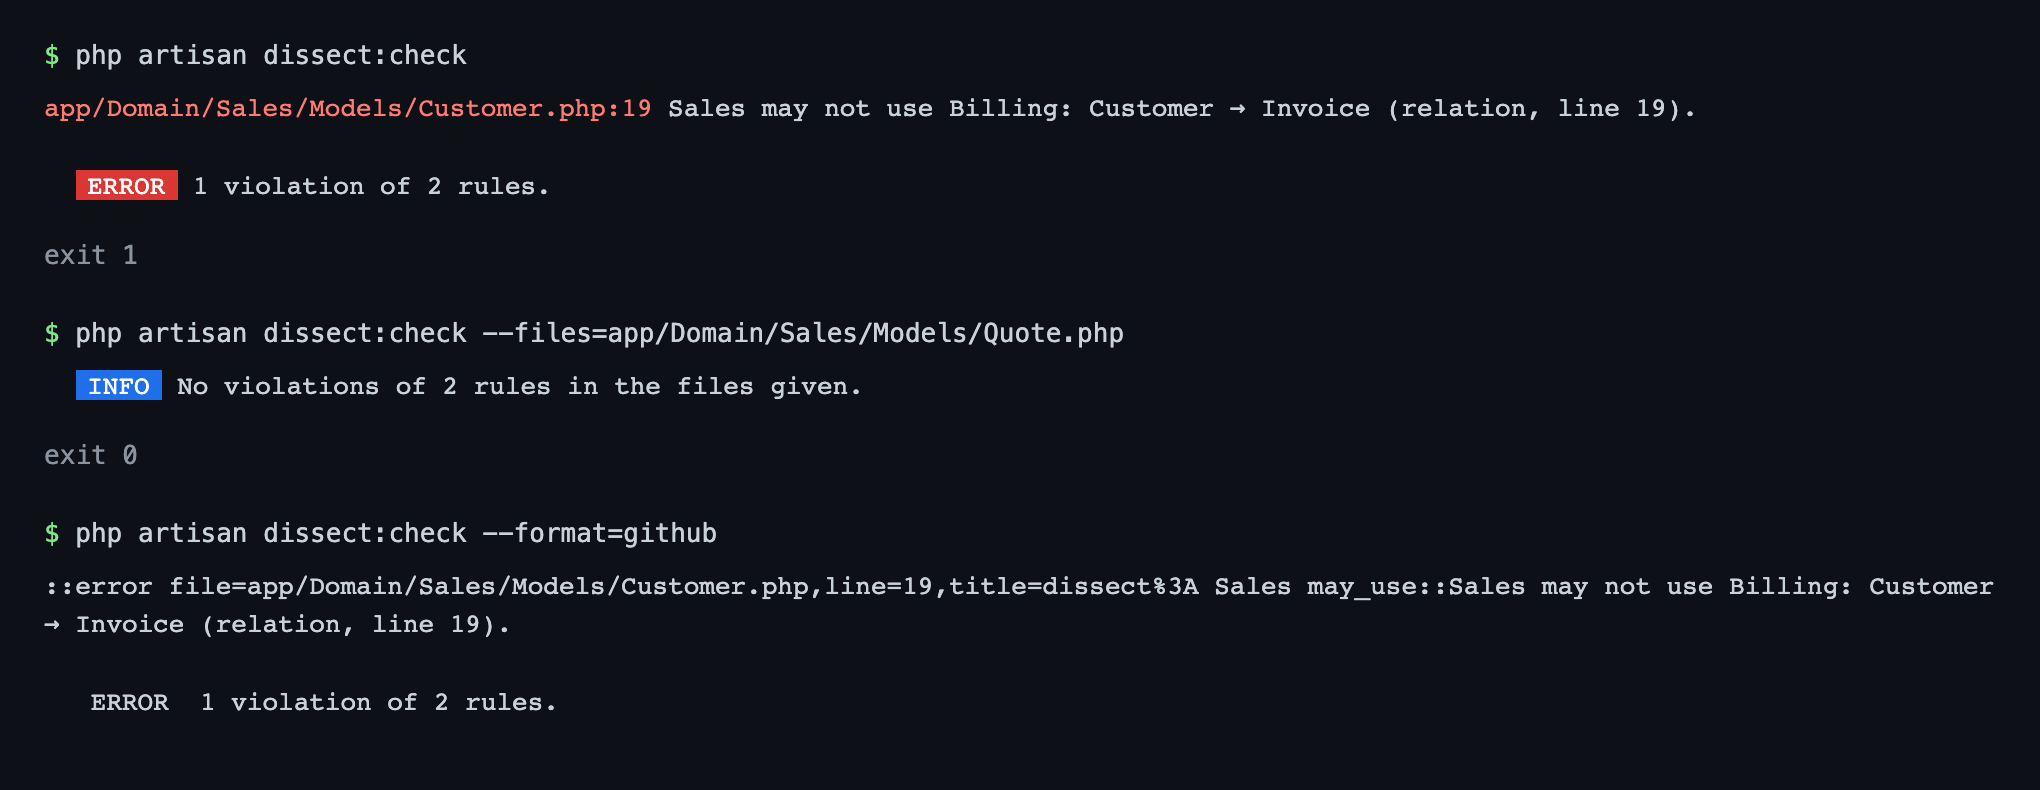 $ php artisan dissect:check
app/Domain/Sales/Models/Customer.php:19 Sales may not use Billing: Customer → Invoice (relation, line 19).
ERROR 1 violation of 2 rules.
exit 1
$ php artisan dissect:check --files=app/Domain/Sales/Models/Quote.php
INFO No violations of 2 rules in the files given.
exit 0
$ php artisan dissect:check --format=github
::error file=app/Domain/Sales/Models/Customer.php,line=19,title=dissect%3A Sales may_use::Sales may not use Billing: Customer
→ Invoice (relation, line 19).
ERROR 1 violation of 2 rules.